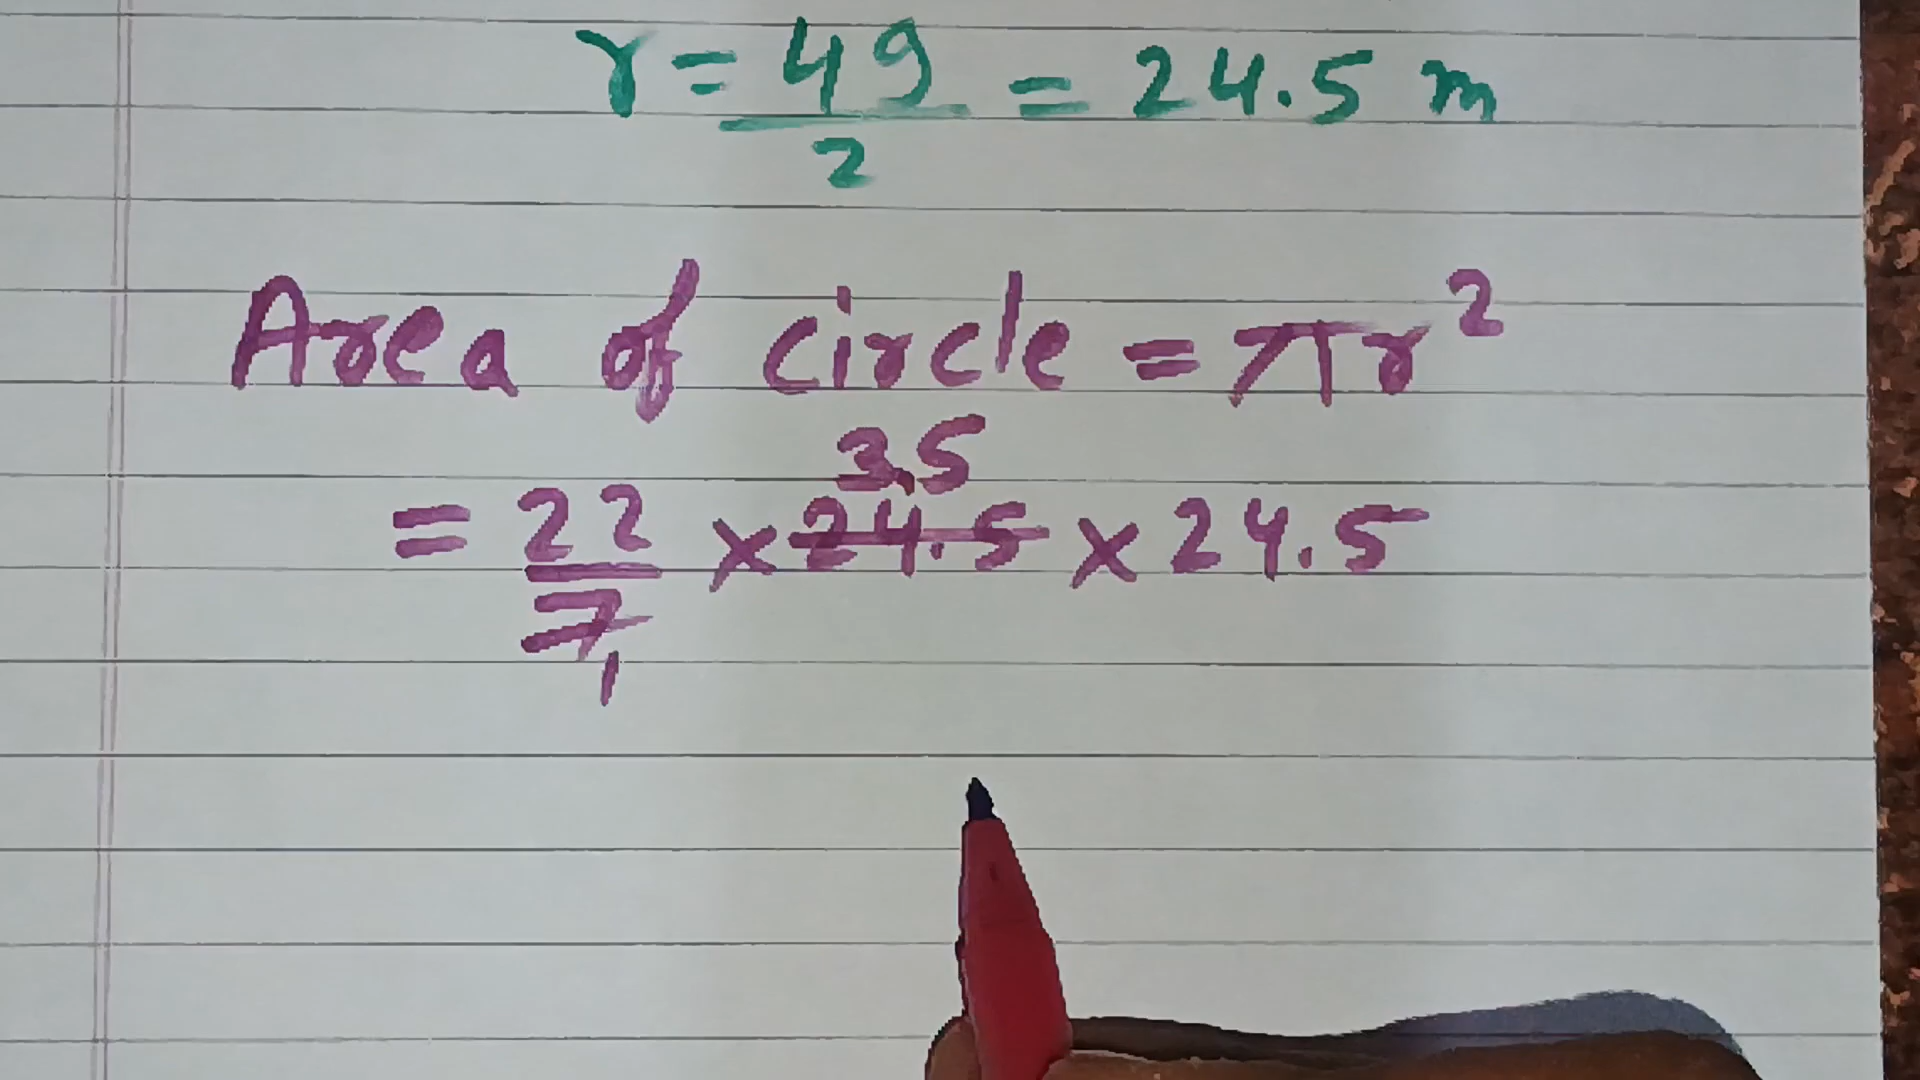 r = 49/2 = 24.5 m
Area of circle = πr²
3.5
= 22/7 × 24.5 × 24.5
1